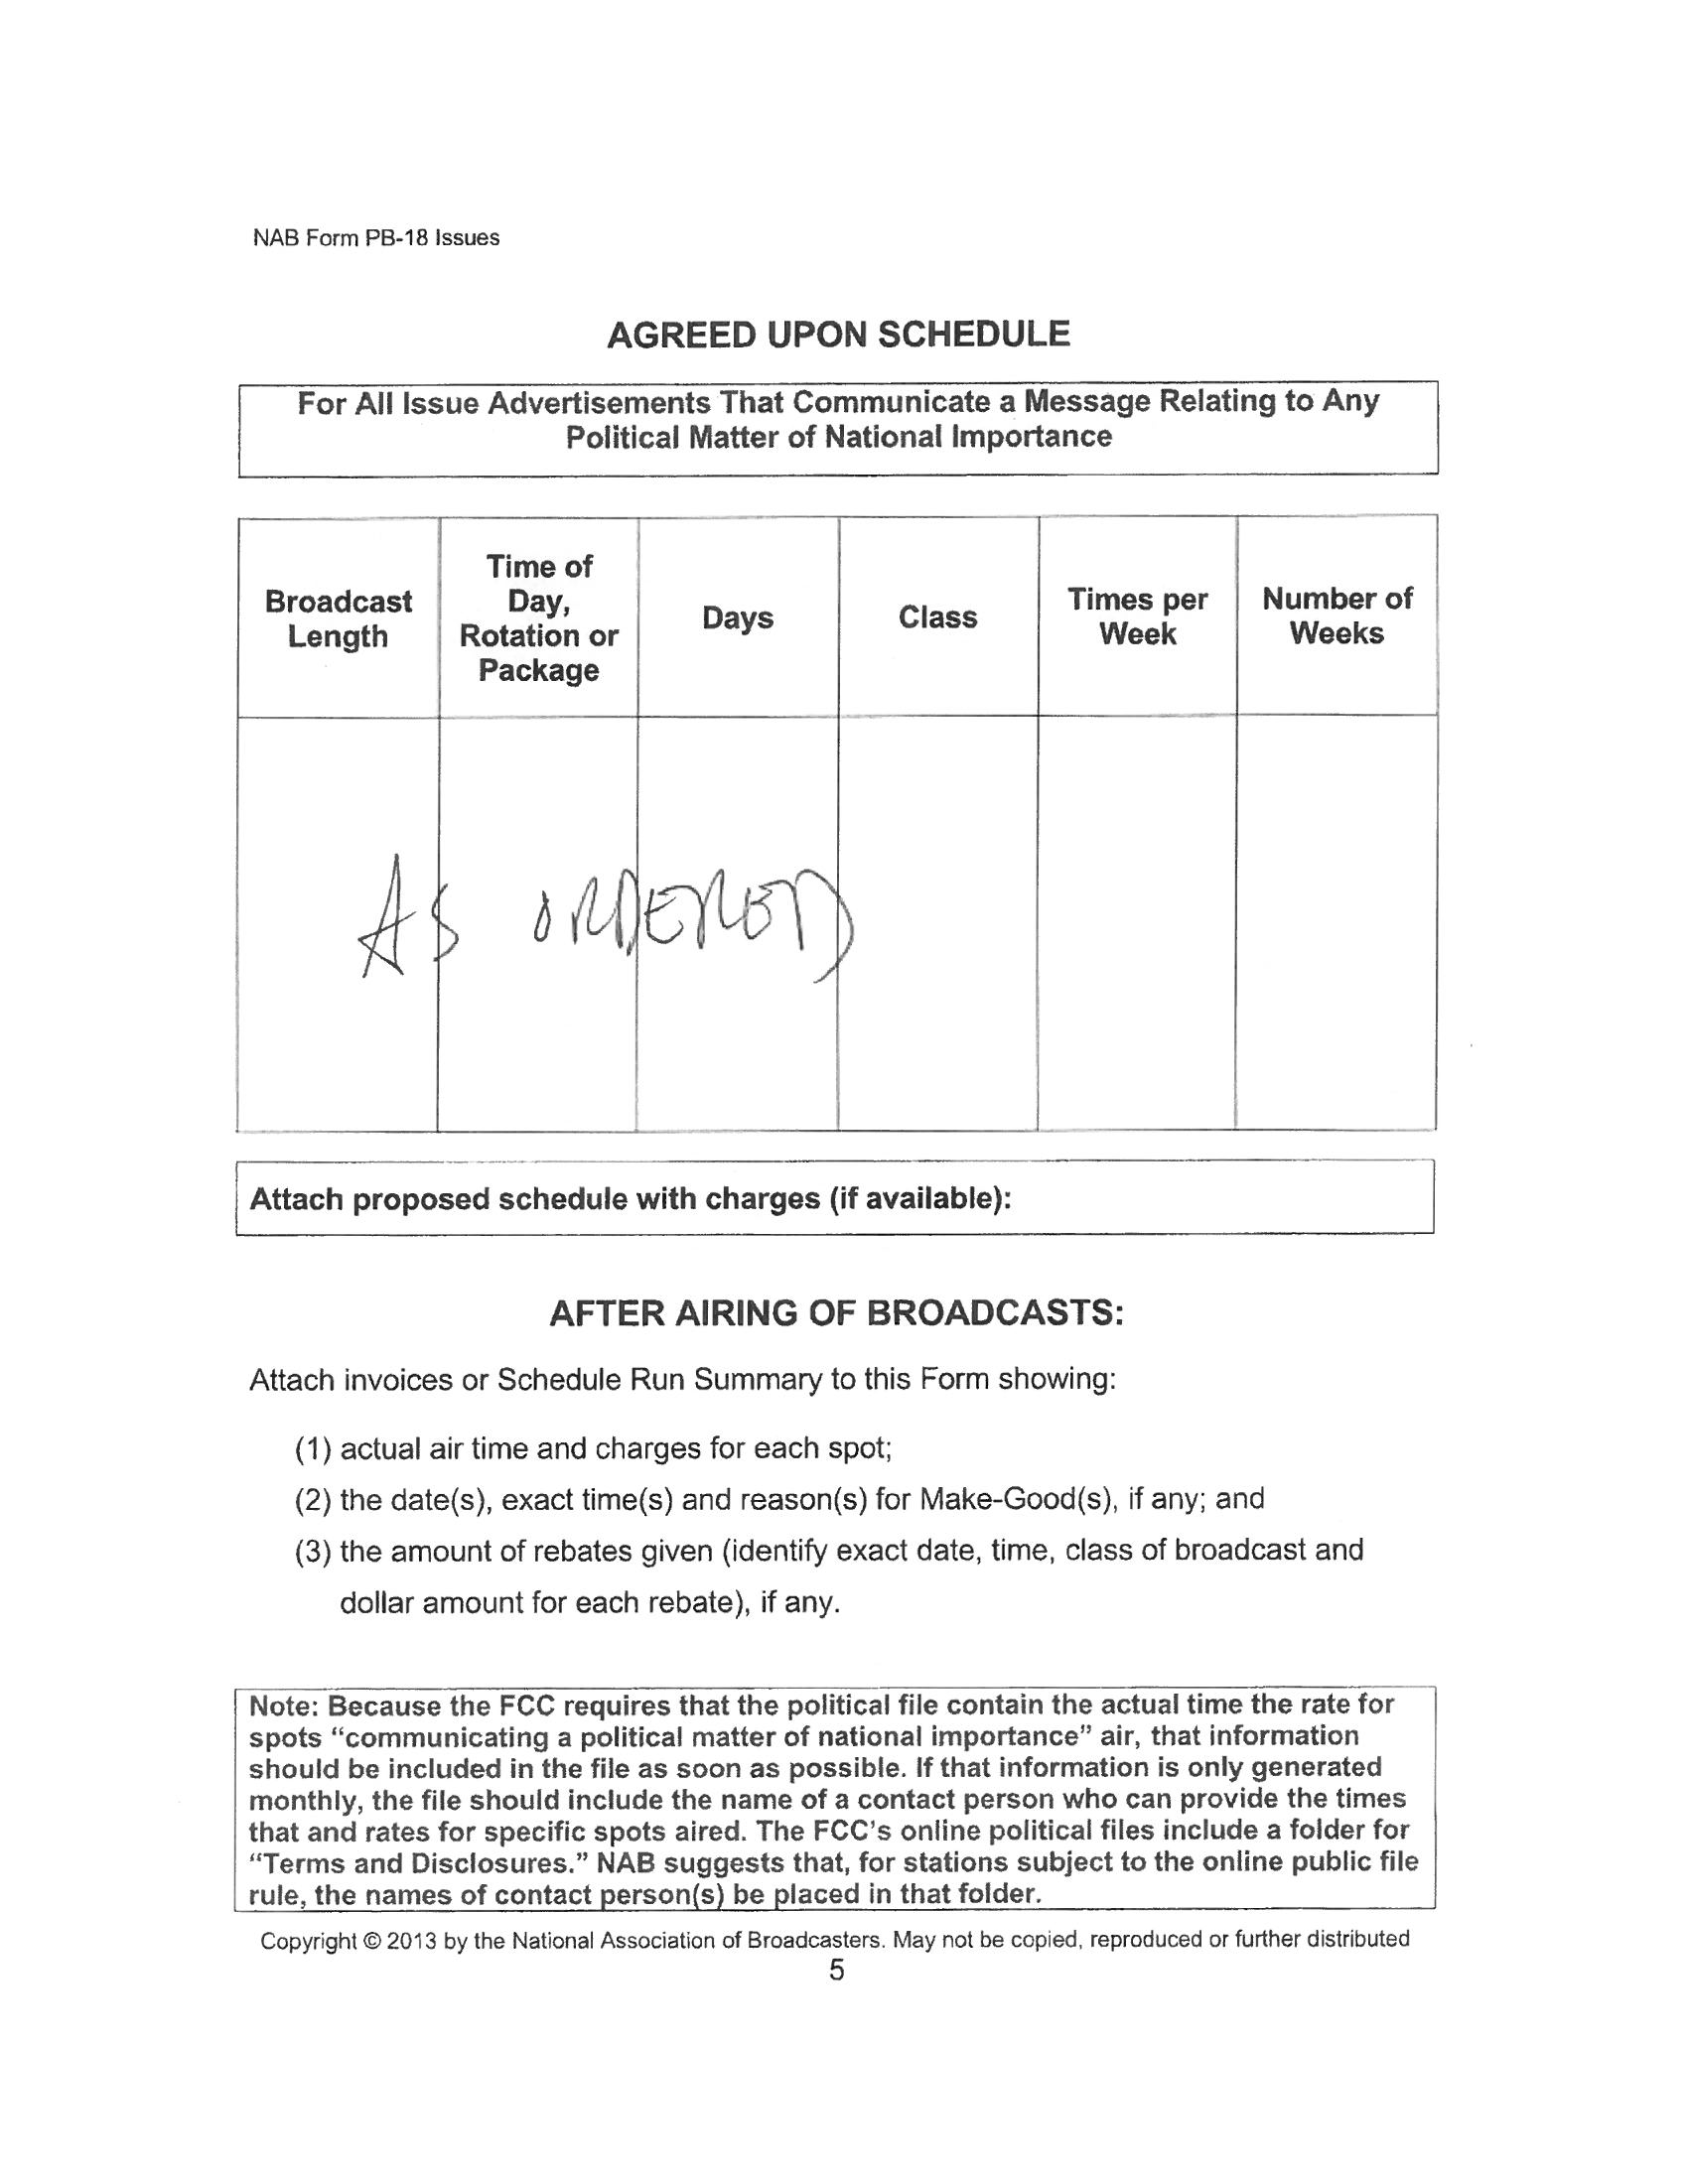 NAB Form PB-18 Issues
AGREED UPON SCHEDULE
For All Issue Advertisements That Communicate a Message Relating to Any
Political Matter of National Importance
Broadcast
Length
Time of
Day,
Rotation or
Package
Days
Class
Times per
Week
Number of
Weeks
AS ORDERED
Attach proposed schedule with charges (if available):
AFTER AIRING OF BROADCASTS:
Attach invoices or Schedule Run Summary to this Form showing:
(1) actual air time and charges for each spot;
(2) the date(s), exact time(s) and reason(s) for Make-Good(s), if any; and
(3) the amount of rebates given (identify exact date, time, class of broadcast and
dollar amount for each rebate), if any.
Note: Because the FCC requires that the political file contain the actual time the rate for
spots “communicating a political matter of national importance” air, that information
should be included in the file as soon as possible. If that information is only generated
monthly, the file should include the name of a contact person who can provide the times
that and rates for specific spots aired. The FCC’s online political files include a folder for
“Terms and Disclosures.” NAB suggests that, for stations subject to the online public file
rule, the names of contact person(s) be placed in that folder.
Copyright © 2013 by the National Association of Broadcasters. May not be copied, reproduced or further distributed
5